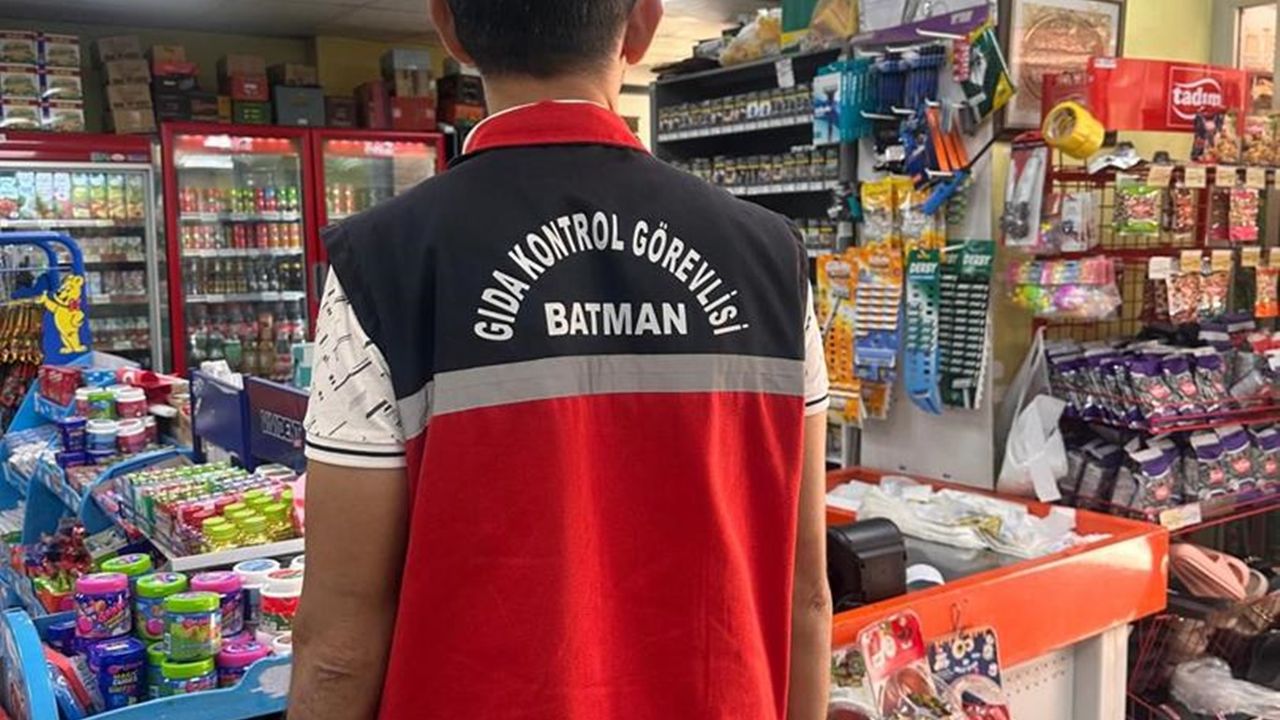 GIDA KONTROL GÖREVLİSİ
BATMAN
tadım
DERBY
DERBY